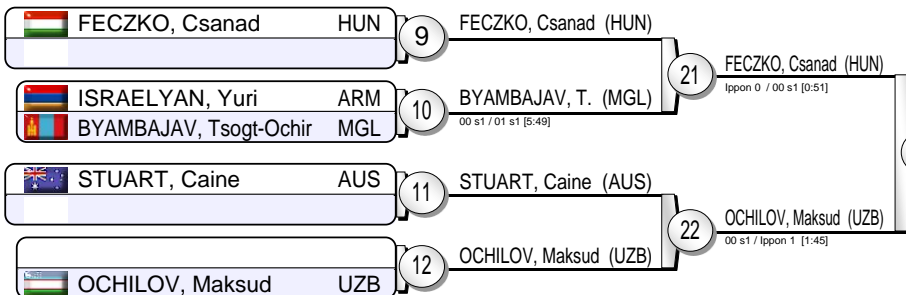 FECZKO, Csanad HUN
9
FECZKO, Csanad (HUN)
21
FECZKO, Csanad (HUN)
Ippon 0 / 00 s1 [0:51]
ISRAELYAN, Yuri ARM
BYAMBAJAV, Tsogt-Ochir MGL
10
BYAMBAJAV, T. (MGL)
00 s1 / 01 s1 [5:49]
STUART, Caine AUS
11
STUART, Caine (AUS)
22
OCHILOV, Maksud (UZB)
00 s1 / Ippon 1 [1:45]
12
OCHILOV, Maksud (UZB)
OCHILOV, Maksud UZB